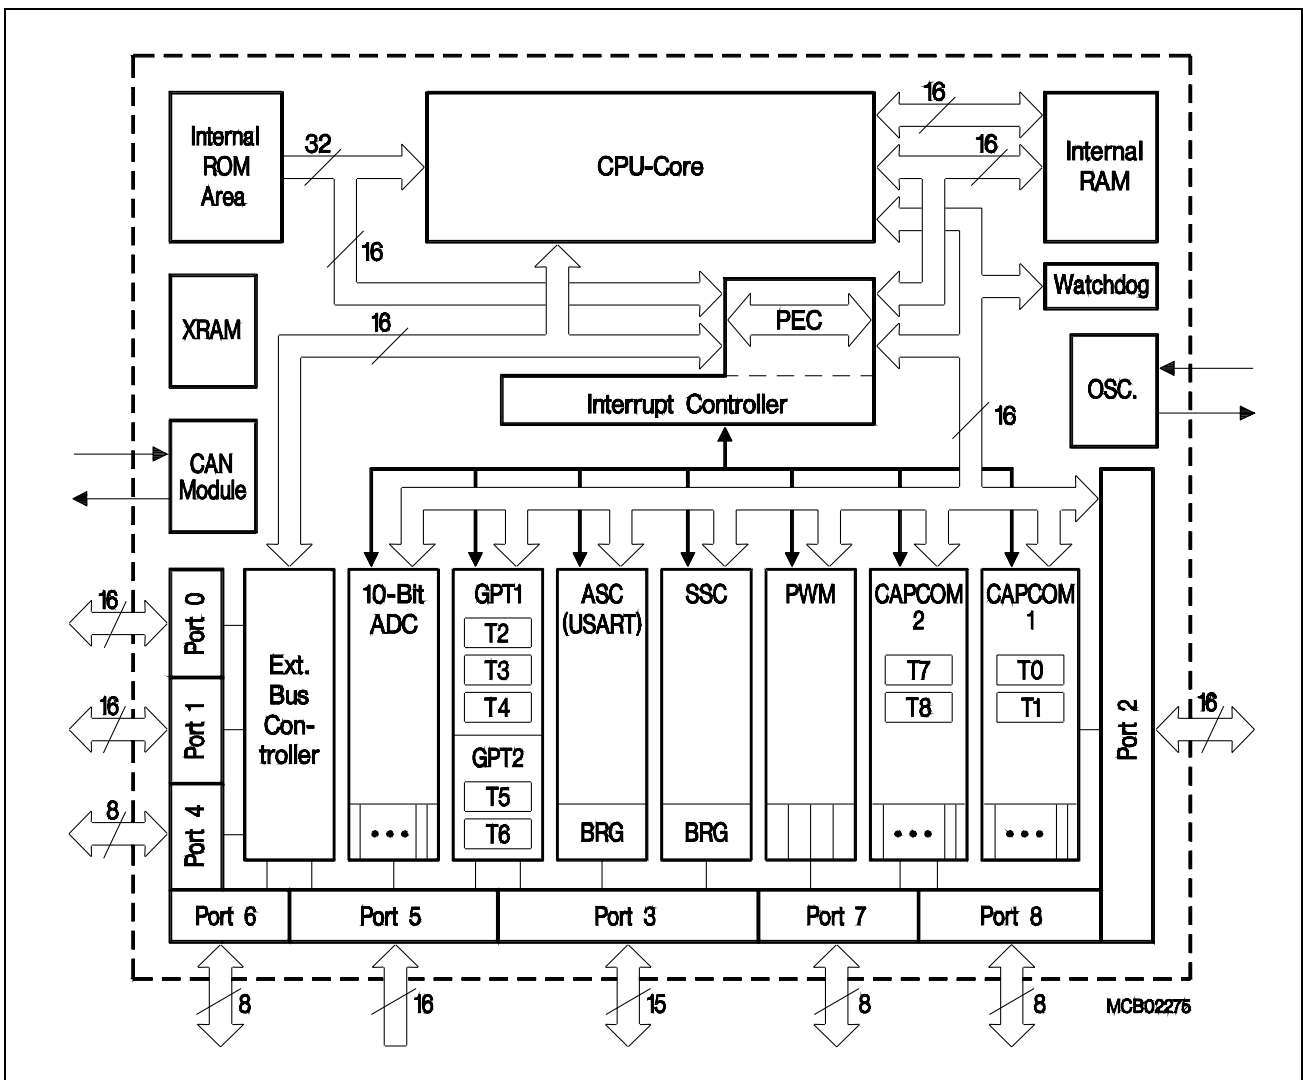 Internal
ROM
Area
32
CPU-Core
16
16
Internal
RAM
16
Watchdog
XRAM
16
PEC
OSC.
Interrupt Controller
16
CAN
Module
Port 0
16
Port 1
16
Port 4
8
Ext.
Bus
Con-
troller
10-Bit
ADC
•••
GPT1
T2
T3
T4
GPT2
T5
T6
ASC
(USART)
BRG
SSC
BRG
PWM
CAPCOM
2
T7
T8
•••
CAPCOM
1
T0
T1
•••
Port 2
16
Port 6
Port 5
Port 3
Port 7
Port 8
8
16
15
8
8
MCB02275